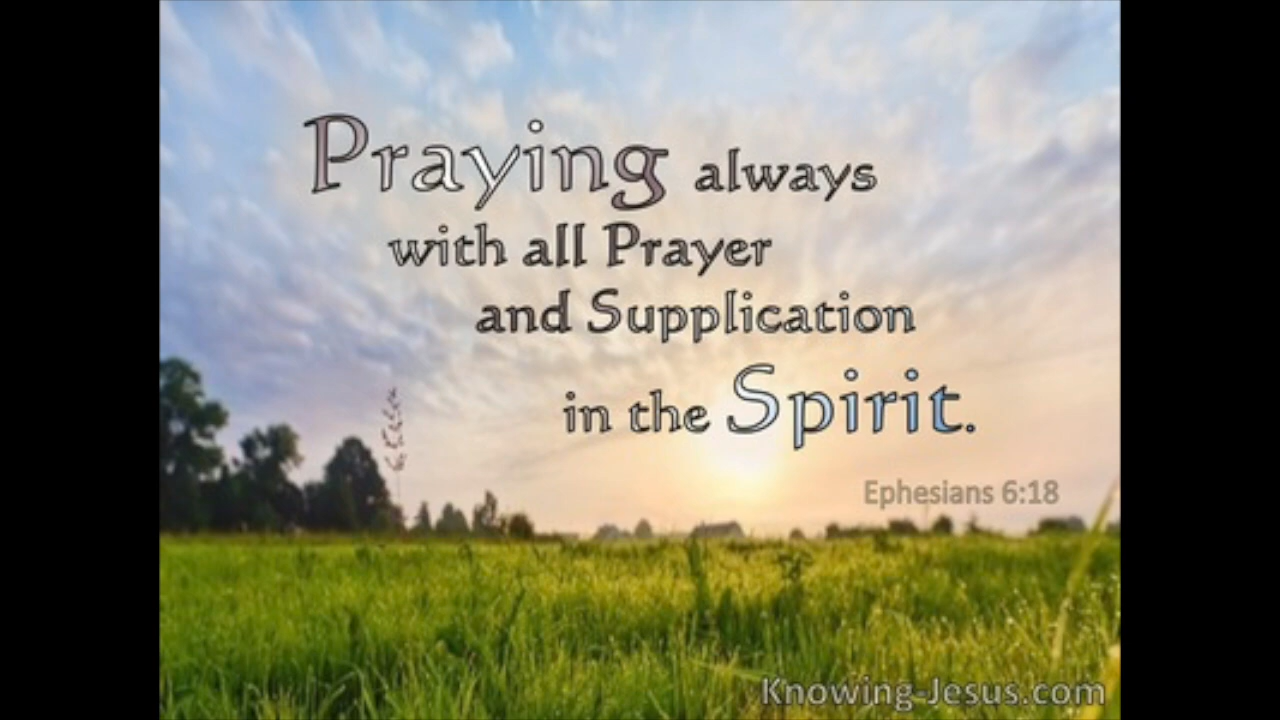 Praying always
with all Prayer
and Supplication
in the Spirit.
Ephesians 6:18
Knowing-Jesus.com